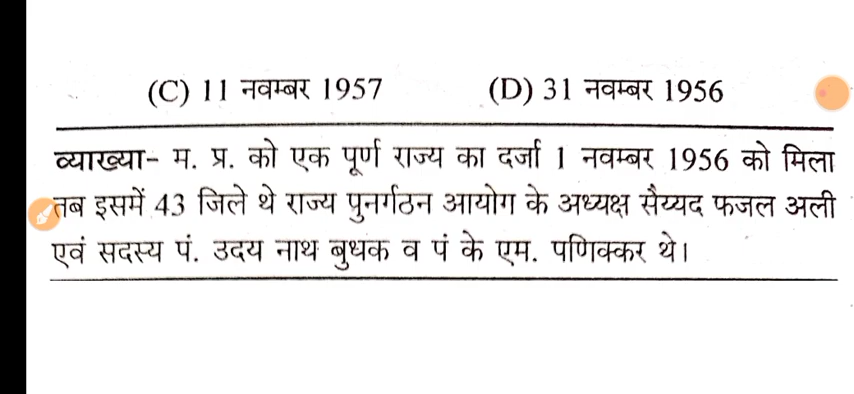 (C) 11 नवम्बर 1957 (D) 31 नवम्बर 1956
व्याख्या- म. प्र. को एक पूर्ण राज्य का दर्जा 1 नवम्बर 1956 को मिला
तब इसमें 43 जिले थे राज्य पुनर्गठन आयोग के अध्यक्ष सैय्यद फजल अली
एवं सदस्य पं. उदय नाथ बुधक व पं के एम. पणिक्कर थे।